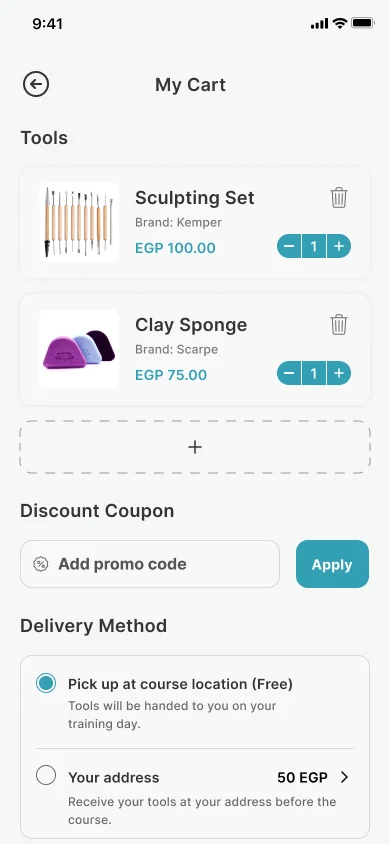 9:41
My Cart
Tools
Sculpting Set
Brand: Kemper
EGP 100.00
− 1 +
Clay Sponge
Brand: Scarpe
EGP 75.00
− 1 +
+
Discount Coupon
Add promo code
Apply
Delivery Method
Pick up at course location (Free)
Tools will be handed to you on your
training day.
Your address 50 EGP
Receive your tools at your address before the
course.